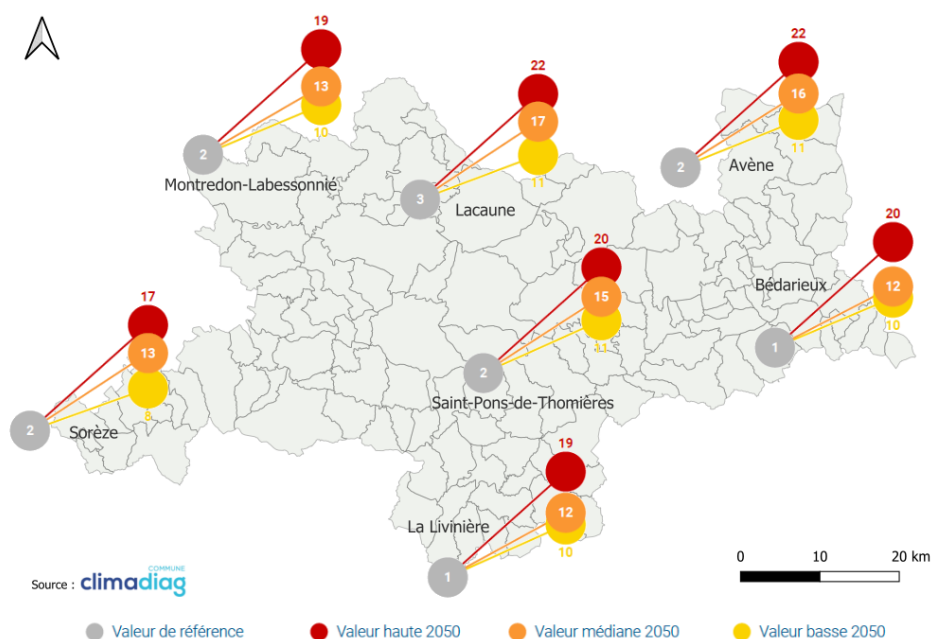 19
13
10
2
Montredon-Labessonnié
22
17
11
3
Lacaune
22
16
11
2
Avène
20
12
10
1
Bédarieux
20
15
11
2
Saint-Pons-de-Thomières
17
13
8
2
Sorèze
19
12
10
1
La Livinière
0 10 20 km
Source : COMMUNE
climadiag
Valeur de référence Valeur haute 2050 Valeur médiane 2050 Valeur basse 2050